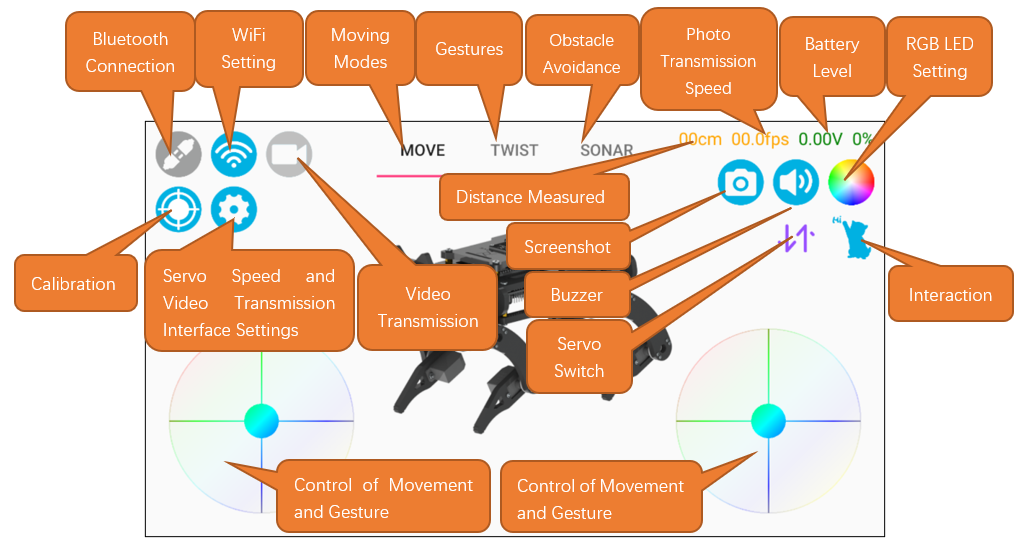 Bluetooth
Connection
WiFi
Setting
Moving
Modes
Gestures
Obstacle
Avoidance
Photo
Transmission
Speed
Battery
Level
RGB LED
Setting
MOVE
TWIST
SONAR
00cm 00.0fps 0.00V 0%
Distance Measured
Hi
Screenshot
Calibration
Servo Speed and
Video Transmission
Interface Settings
Video
Transmission
Buzzer
Interaction
Servo
Switch
Control of Movement
and Gesture
Control of Movement
and Gesture